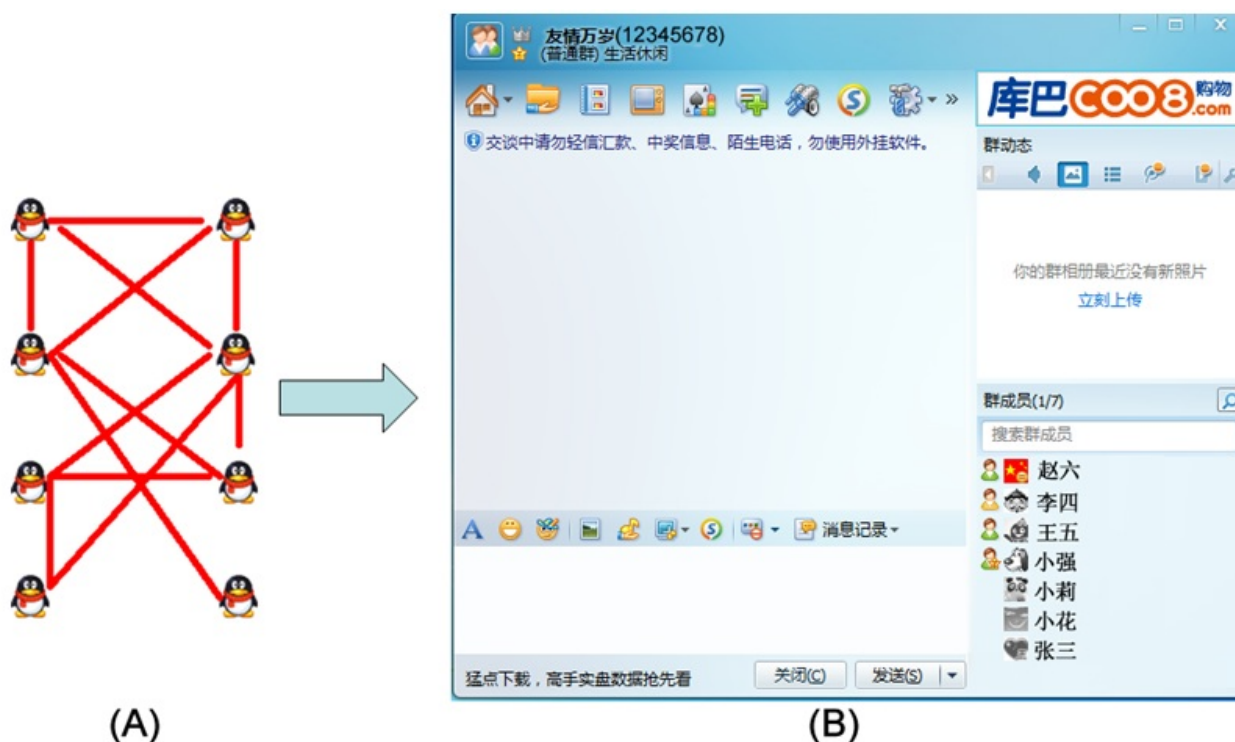 友情万岁(12345678)
(普通群) 生活休闲
交谈中请勿轻信汇款、中奖信息、陌生电话，勿使用外挂软件。
库巴COO8购物.com
群动态
你的群相册最近没有新照片
立刻上传
群成员(1/7)
搜索群成员
赵六
李四
王五
小强
小莉
小花
张三
消息记录
猛点下载，高手实盘数据抢先看
关闭(C)
发送(S)
(A)
(B)